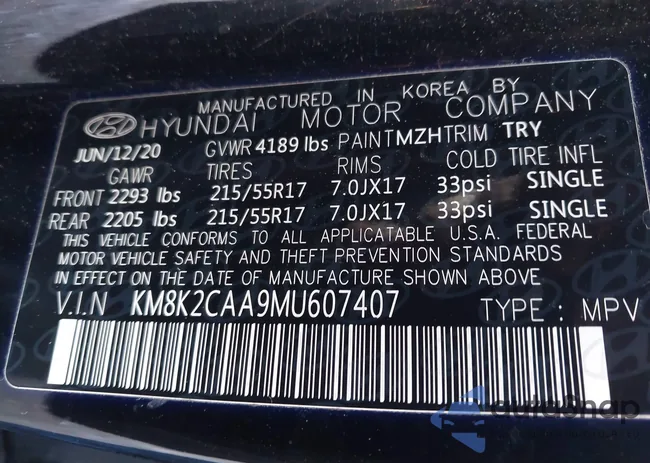 MANUFACTURED IN KOREA BY
HYUNDAI MOTOR COMPANY
JUN/12/20 GVWR 4189 lbs PAINT MZH TRIM TRY
GAWR TIRES RIMS COLD TIRE INFL
FRONT 2293 lbs 215/55R17 7.0JX17 33psi SINGLE
REAR 2205 lbs 215/55R17 7.0JX17 33psi SINGLE
THIS VEHICLE CONFORMS TO ALL APPLICATABLE U.S.A. FEDERAL
MOTOR VEHICLE SAFETY AND THEFT PREVENTION STANDARDS
IN EFFECT ON THE DATE OF MANUFACTURE SHOWN ABOVE
V.I.N KM8K2CAA9MU607407 TYPE : MPV